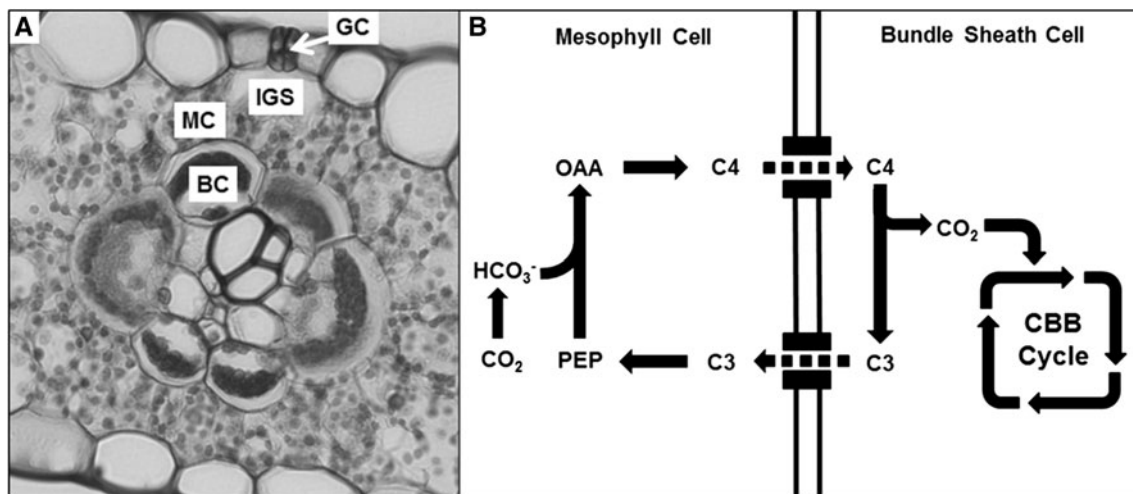 A
GC
IGS
MC
BC
B
Mesophyll Cell
Bundle Sheath Cell
OAA
C4
C4
CO₂
HCO₃⁻
CBB
Cycle
CO₂
PEP
C3
C3